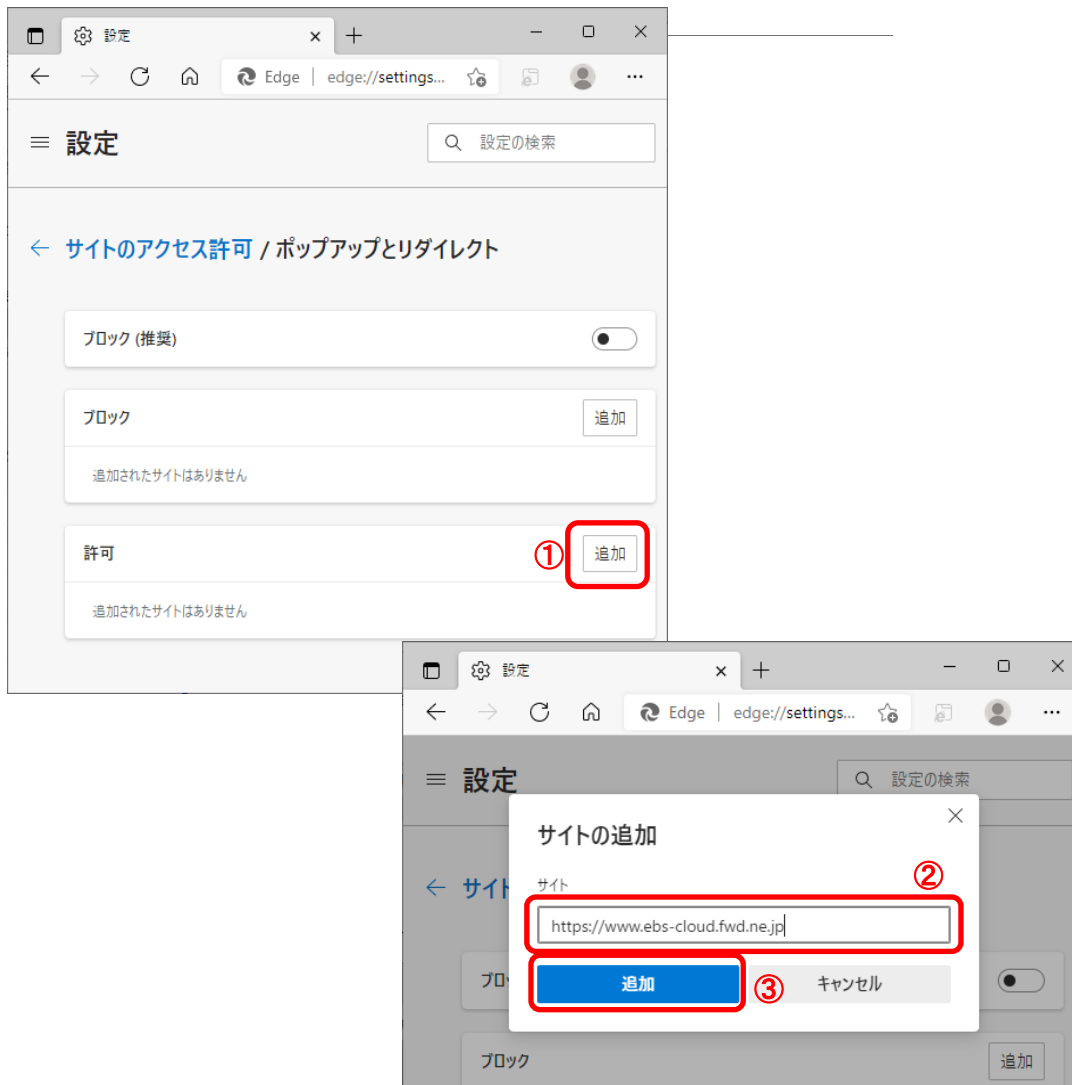 設定
Edge | edge://settings...
設定
設定の検索
サイトのアクセス許可 / ポップアップとリダイレクト
ブロック (推奨)
ブロック
追加
追加されたサイトはありません
許可
① 追加
追加されたサイトはありません
設定
Edge | edge://settings...
設定
設定の検索
サイトの追加
サイト
サイト
②
https://www.ebs-cloud.fwd.ne.jp
ブロ
追加
③ キャンセル
ブロック
追加